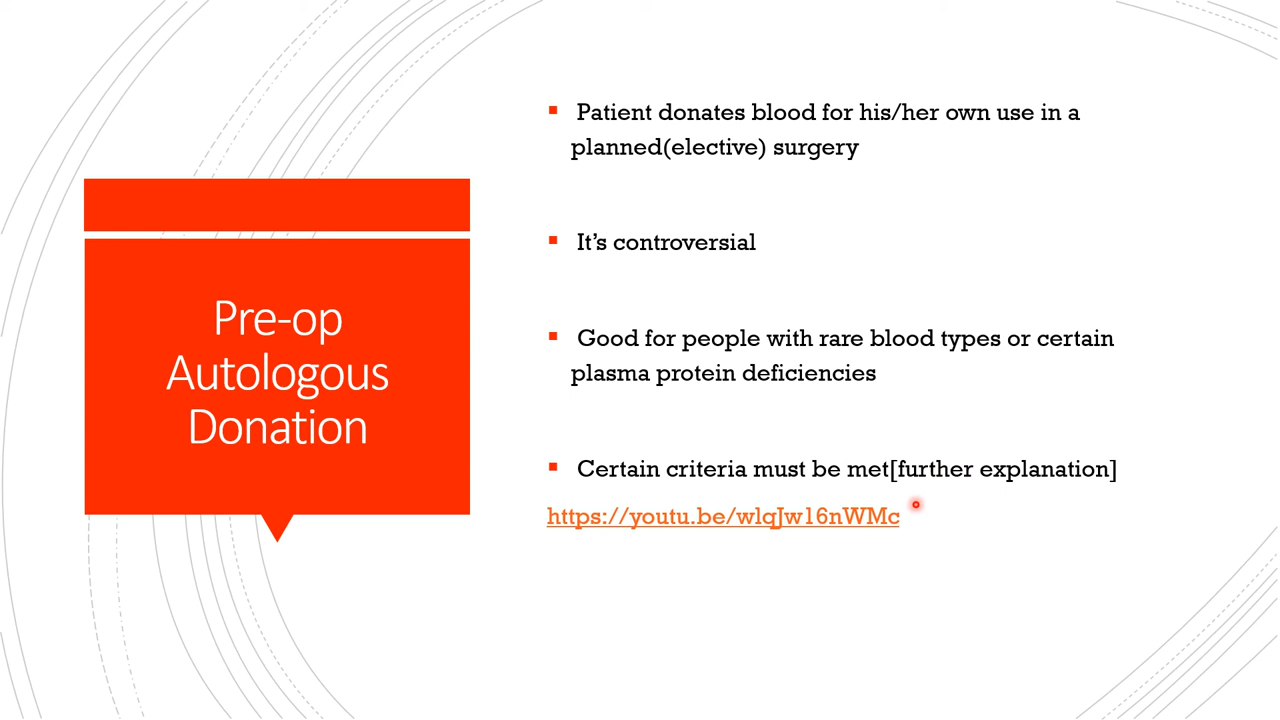 Pre-op
Autologous
Donation
Patient donates blood for his/her own use in a
planned(elective) surgery
It's controversial
Good for people with rare blood types or certain
plasma protein deficiencies
Certain criteria must be met[further explanation]
https://youtu.be/wlqJw16nWMc